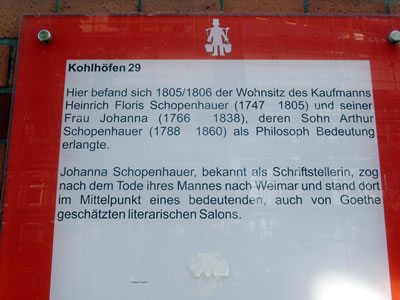 Kohlhöfen 29
Hier befand sich 1805/1806 der Wohnsitz des Kaufmanns
Heinrich Floris Schopenhauer (1747 1805) und seiner
Frau Johanna (1766 1838), deren Sohn Arthur
Schopenhauer (1788 1860) als Philosoph Bedeutung
erlangte.
Johanna Schopenhauer, bekannt als Schriftstellerin, zog
nach dem Tode ihres Mannes nach Weimar und stand dort
im Mittelpunkt eines bedeutenden, auch von Goethe
geschätzten literarischen Salons.